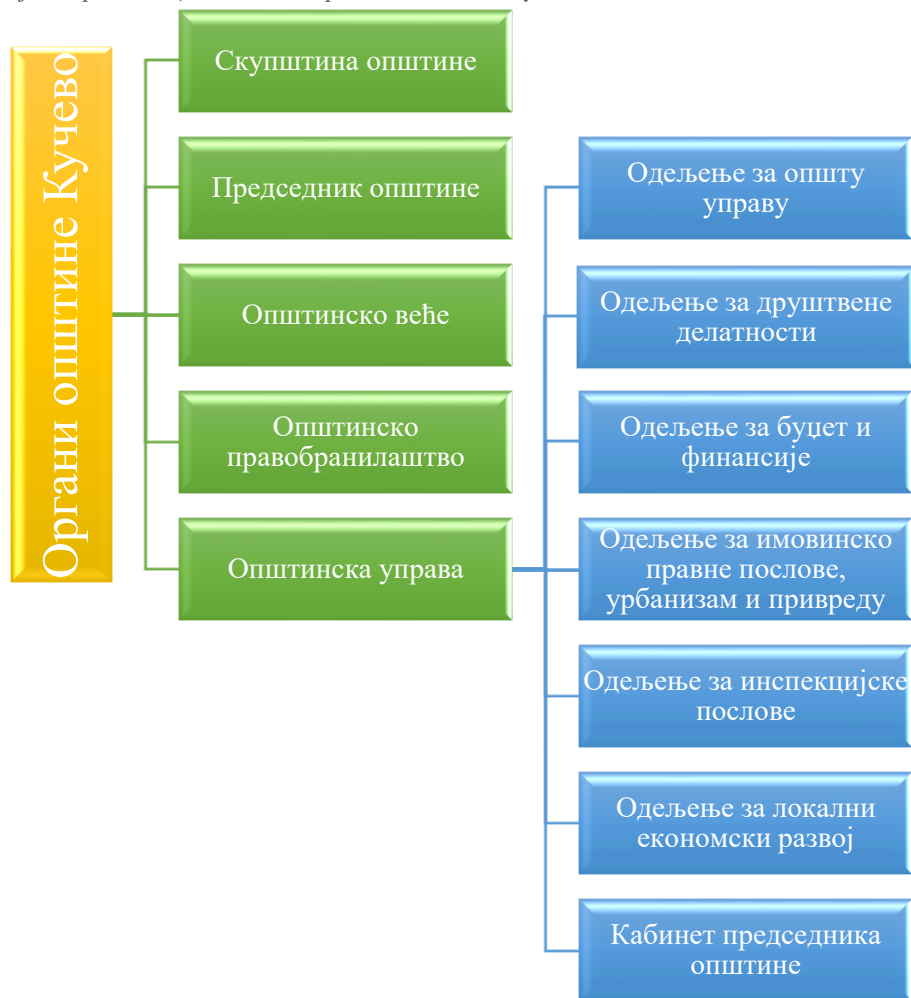 Органи општине Кучево
Скупштина општине
Председник општине
Општинско веће
Општинско
правобранилаштво
Општинска управа
Одељење за општу
управу
Одељење за друштвене
делатности
Одељење за буџет и
финансије
Одељење за имовинско
правне послове,
урбанизам и привреду
Одељење за инспекцијске
послове
Одељење за локални
економски развој
Кабинет председника
општине